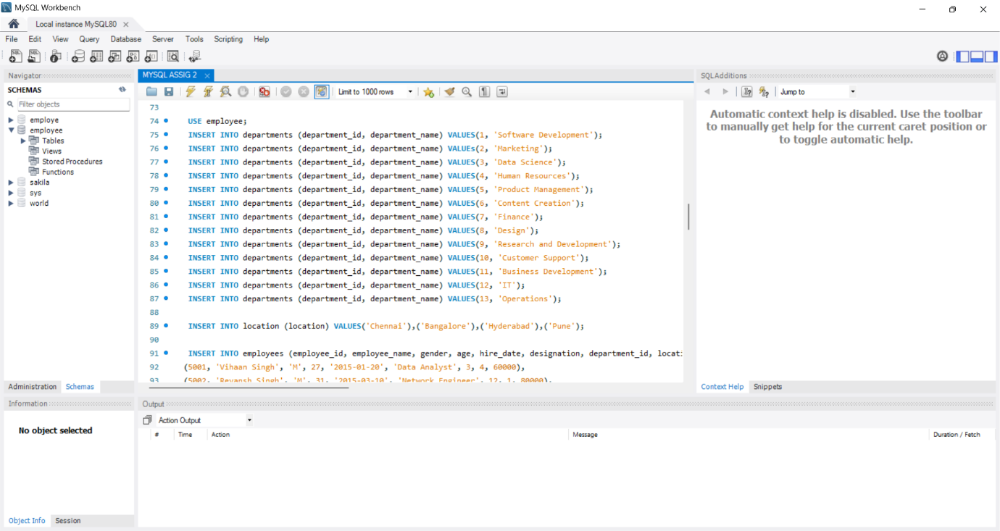 MySQL Workbench
Local instance MySQL80
File Edit View Query Database Server Tools Scripting Help
Navigator
SCHEMAS
Filter objects
employe
employee
Tables
Views
Stored Procedures
Functions
sakila
sys
world
Administration Schemas
Information
No object selected
Object Info Session
MYSQL ASSIG 2
Limit to 1000 rows
73
74 USE employee;
75 INSERT INTO departments (department_id, department_name) VALUES(1, 'Software Development');
76 INSERT INTO departments (department_id, department_name) VALUES(2, 'Marketing');
77 INSERT INTO departments (department_id, department_name) VALUES(3, 'Data Science');
78 INSERT INTO departments (department_id, department_name) VALUES(4, 'Human Resources');
79 INSERT INTO departments (department_id, department_name) VALUES(5, 'Product Management');
80 INSERT INTO departments (department_id, department_name) VALUES(6, 'Content Creation');
81 INSERT INTO departments (department_id, department_name) VALUES(7, 'Finance');
82 INSERT INTO departments (department_id, department_name) VALUES(8, 'Design');
83 INSERT INTO departments (department_id, department_name) VALUES(9, 'Research and Development');
84 INSERT INTO departments (department_id, department_name) VALUES(10, 'Customer Support');
85 INSERT INTO departments (department_id, department_name) VALUES(11, 'Business Development');
86 INSERT INTO departments (department_id, department_name) VALUES(12, 'IT');
87 INSERT INTO departments (department_id, department_name) VALUES(13, 'Operations');
88
89 INSERT INTO location (location) VALUES('Chennai'),('Bangalore'),('Hyderabad'),('Pune');
90
91 INSERT INTO employees (employee_id, employee_name, gender, age, hire_date, designation, department_id, locati
92 (5001, 'Vihaan Singh', 'M', 27, '2015-01-20', 'Data Analyst', 3, 4, 60000),
93 (5002, 'Reyansh Singh', 'M', 31, '2015-03-10', 'Network Engineer', 12, 1, 80000),
SQLAdditions
Jump to
Automatic context help is disabled. Use the toolbar
to manually get help for the current caret position or
to toggle automatic help.
Context Help Snippets
Output
Action Output
# Time Action Message Duration / Fetch